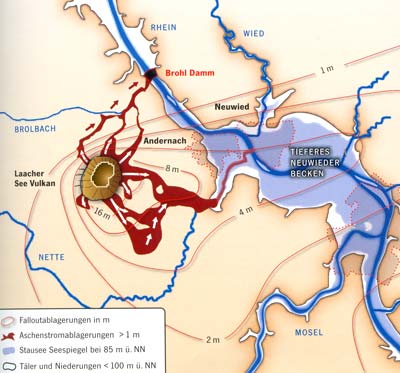 RHEIN
WIED
Brohl Damm
1 m
Neuwied
BROLBACH
Andernach
TIEFERES
NEUWIEDER
BECKEN
Laacher
See Vulkan
8 m
16 m
4 m
NETTE
2 m
MOSEL
Falloutablagerungen in m
Aschenstromablagerungen > 1 m
Stausee Seespiegel bei 85 m ü. NN
Täler und Niederungen < 100 m ü. NN